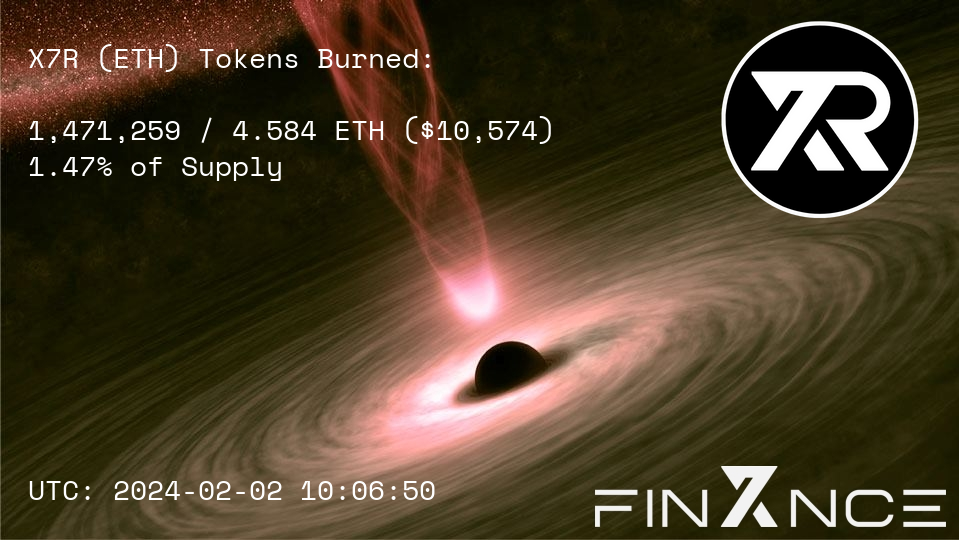 X7R (ETH) Tokens Burned:
1,471,259 / 4.584 ETH ($10,574)
1.47% of Supply
X7R
UTC: 2024-02-02 10:06:50
FINANCE